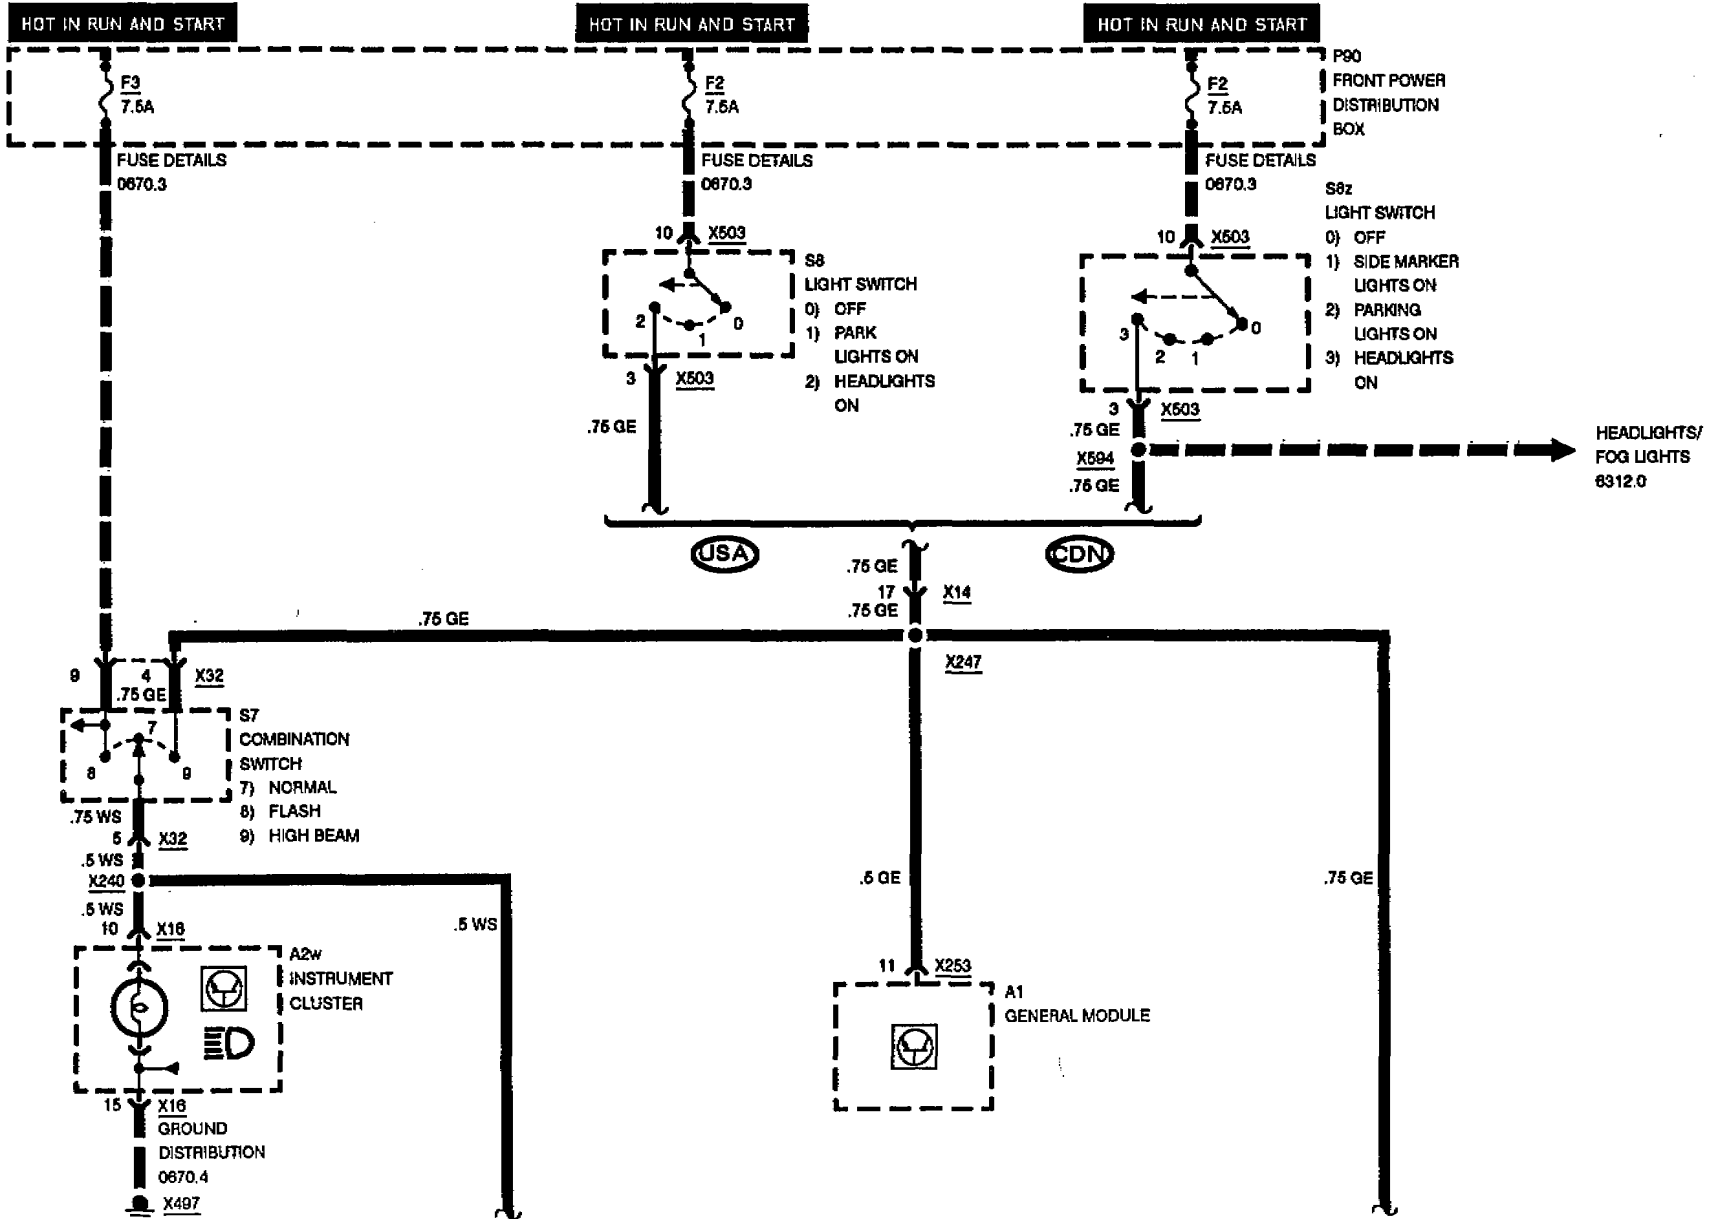 HOT IN RUN AND START
HOT IN RUN AND START
HOT IN RUN AND START
F3
7.5A
F2
7.5A
F2
7.5A
P90
FRONT POWER
DISTRIBUTION
BOX
FUSE DETAILS
0670.3
FUSE DETAILS
0670.3
FUSE DETAILS
0670.3
10 X503
S8
LIGHT SWITCH
0) OFF
1) PARK
LIGHTS ON
2) HEADLIGHTS
ON
2
1
0
3 X503
.75 GE
10 X503
S8z
LIGHT SWITCH
0) OFF
1) SIDE MARKER
LIGHTS ON
2) PARKING
LIGHTS ON
3) HEADLIGHTS
ON
3
2
1
0
3 X503
.75 GE
X594
.75 GE
HEADLIGHTS/
FOG LIGHTS
6312.0
USA
CDN
.75 GE
17 X14
.75 GE
X247
.75 GE
9
4 X32
.75 GE
S7
COMBINATION
SWITCH
7) NORMAL
8) FLASH
9) HIGH BEAM
7
8
9
.75 WS
5 X32
.5 WS
X240
.5 WS
10 X16
.5 WS
A2w
INSTRUMENT
CLUSTER
15 X16
GROUND
DISTRIBUTION
0670.4
X497
.5 GE
11 X253
A1
GENERAL MODULE
.75 GE